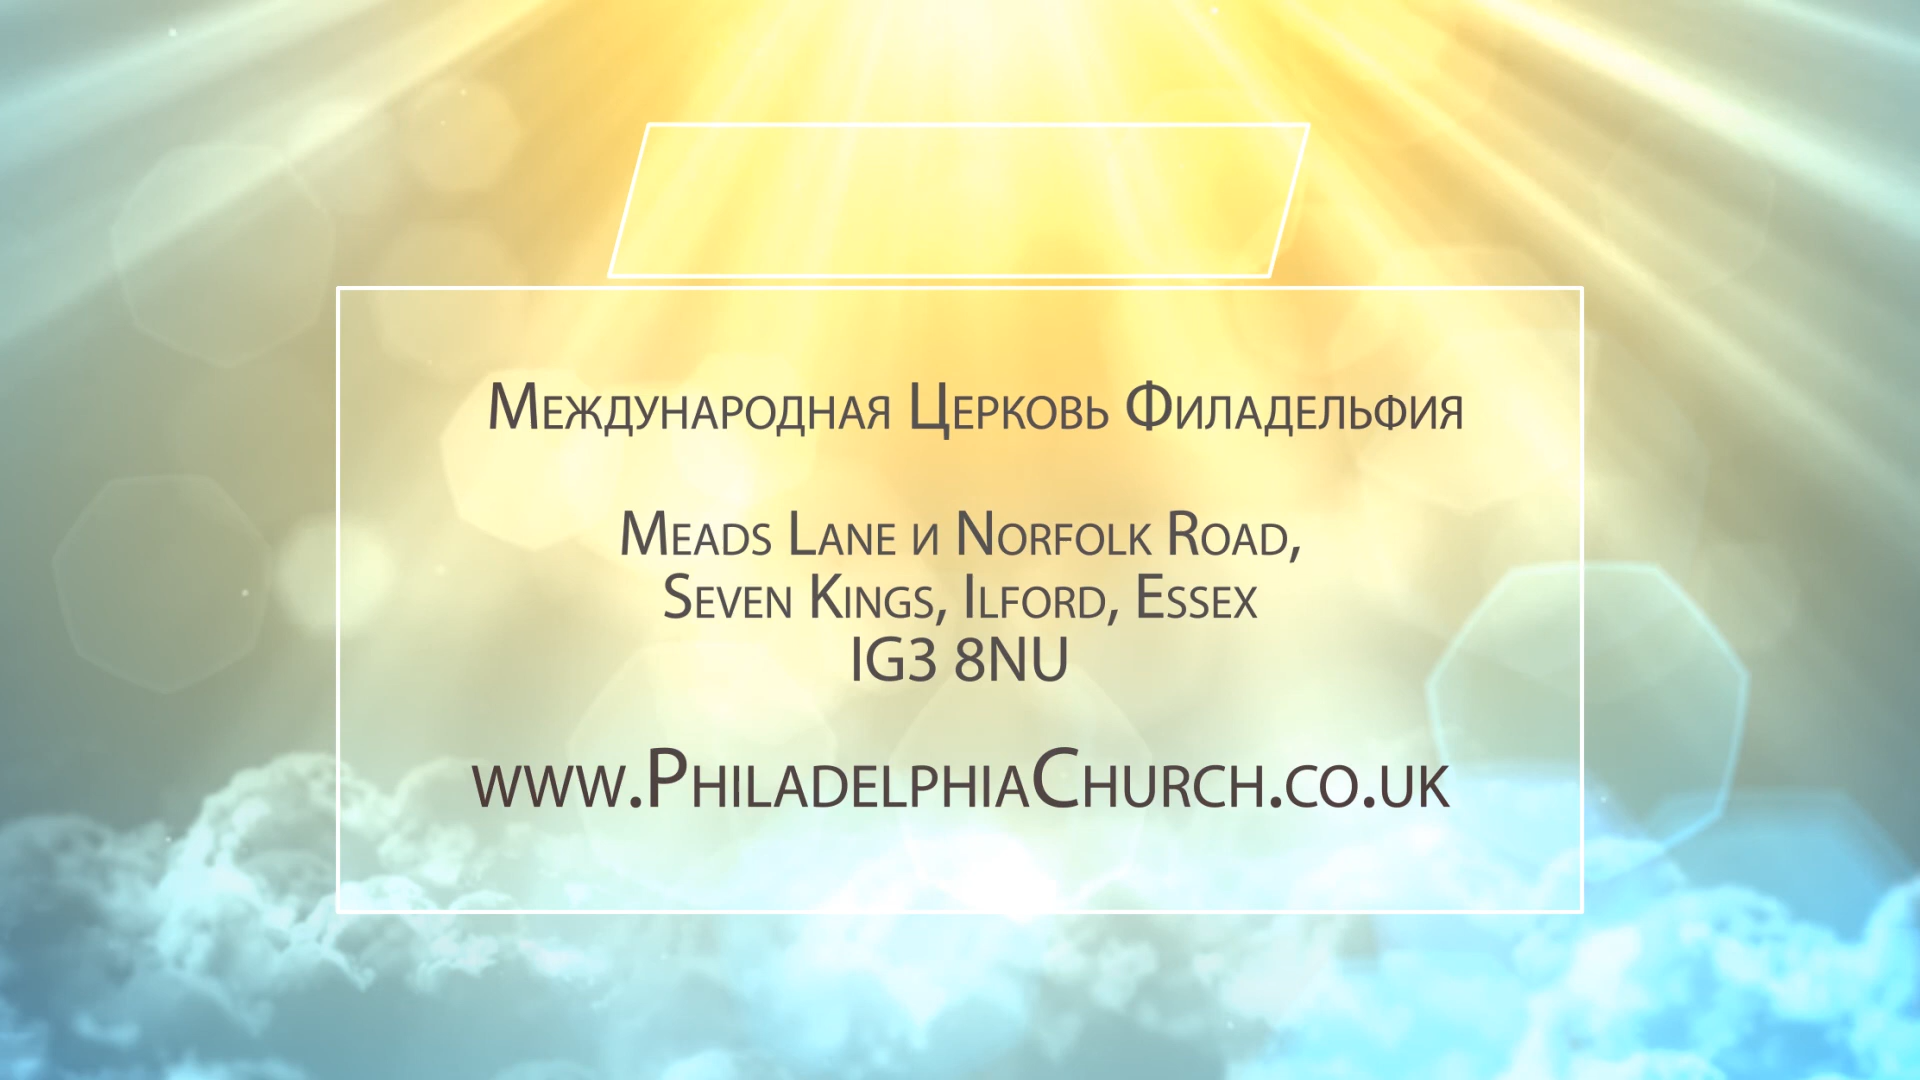 Международная Церковь Филадельфия
Meads Lane и Norfolk Road,
Seven Kings, Ilford, Essex
IG3 8NU
www.PhiladelphiaChurch.co.uk